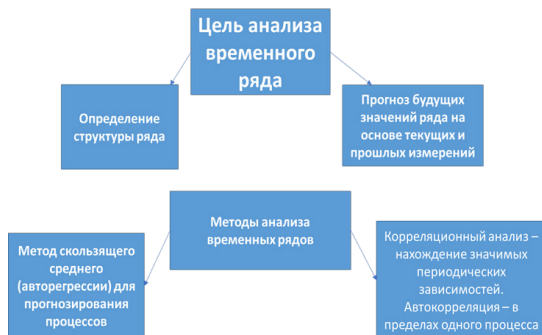 Цель анализа
временного
ряда
Определение
структуры ряда
Прогноз будущих
значений ряда на
основе текущих и
прошлых измерений
Методы анализа
временных рядов
Метод скользящего
среднего
(авторегрессии) для
прогнозирования
процессов
Корреляционный анализ –
нахождение значимых
периодических
зависимостей.
Автокорреляция – в
пределах одного процесса